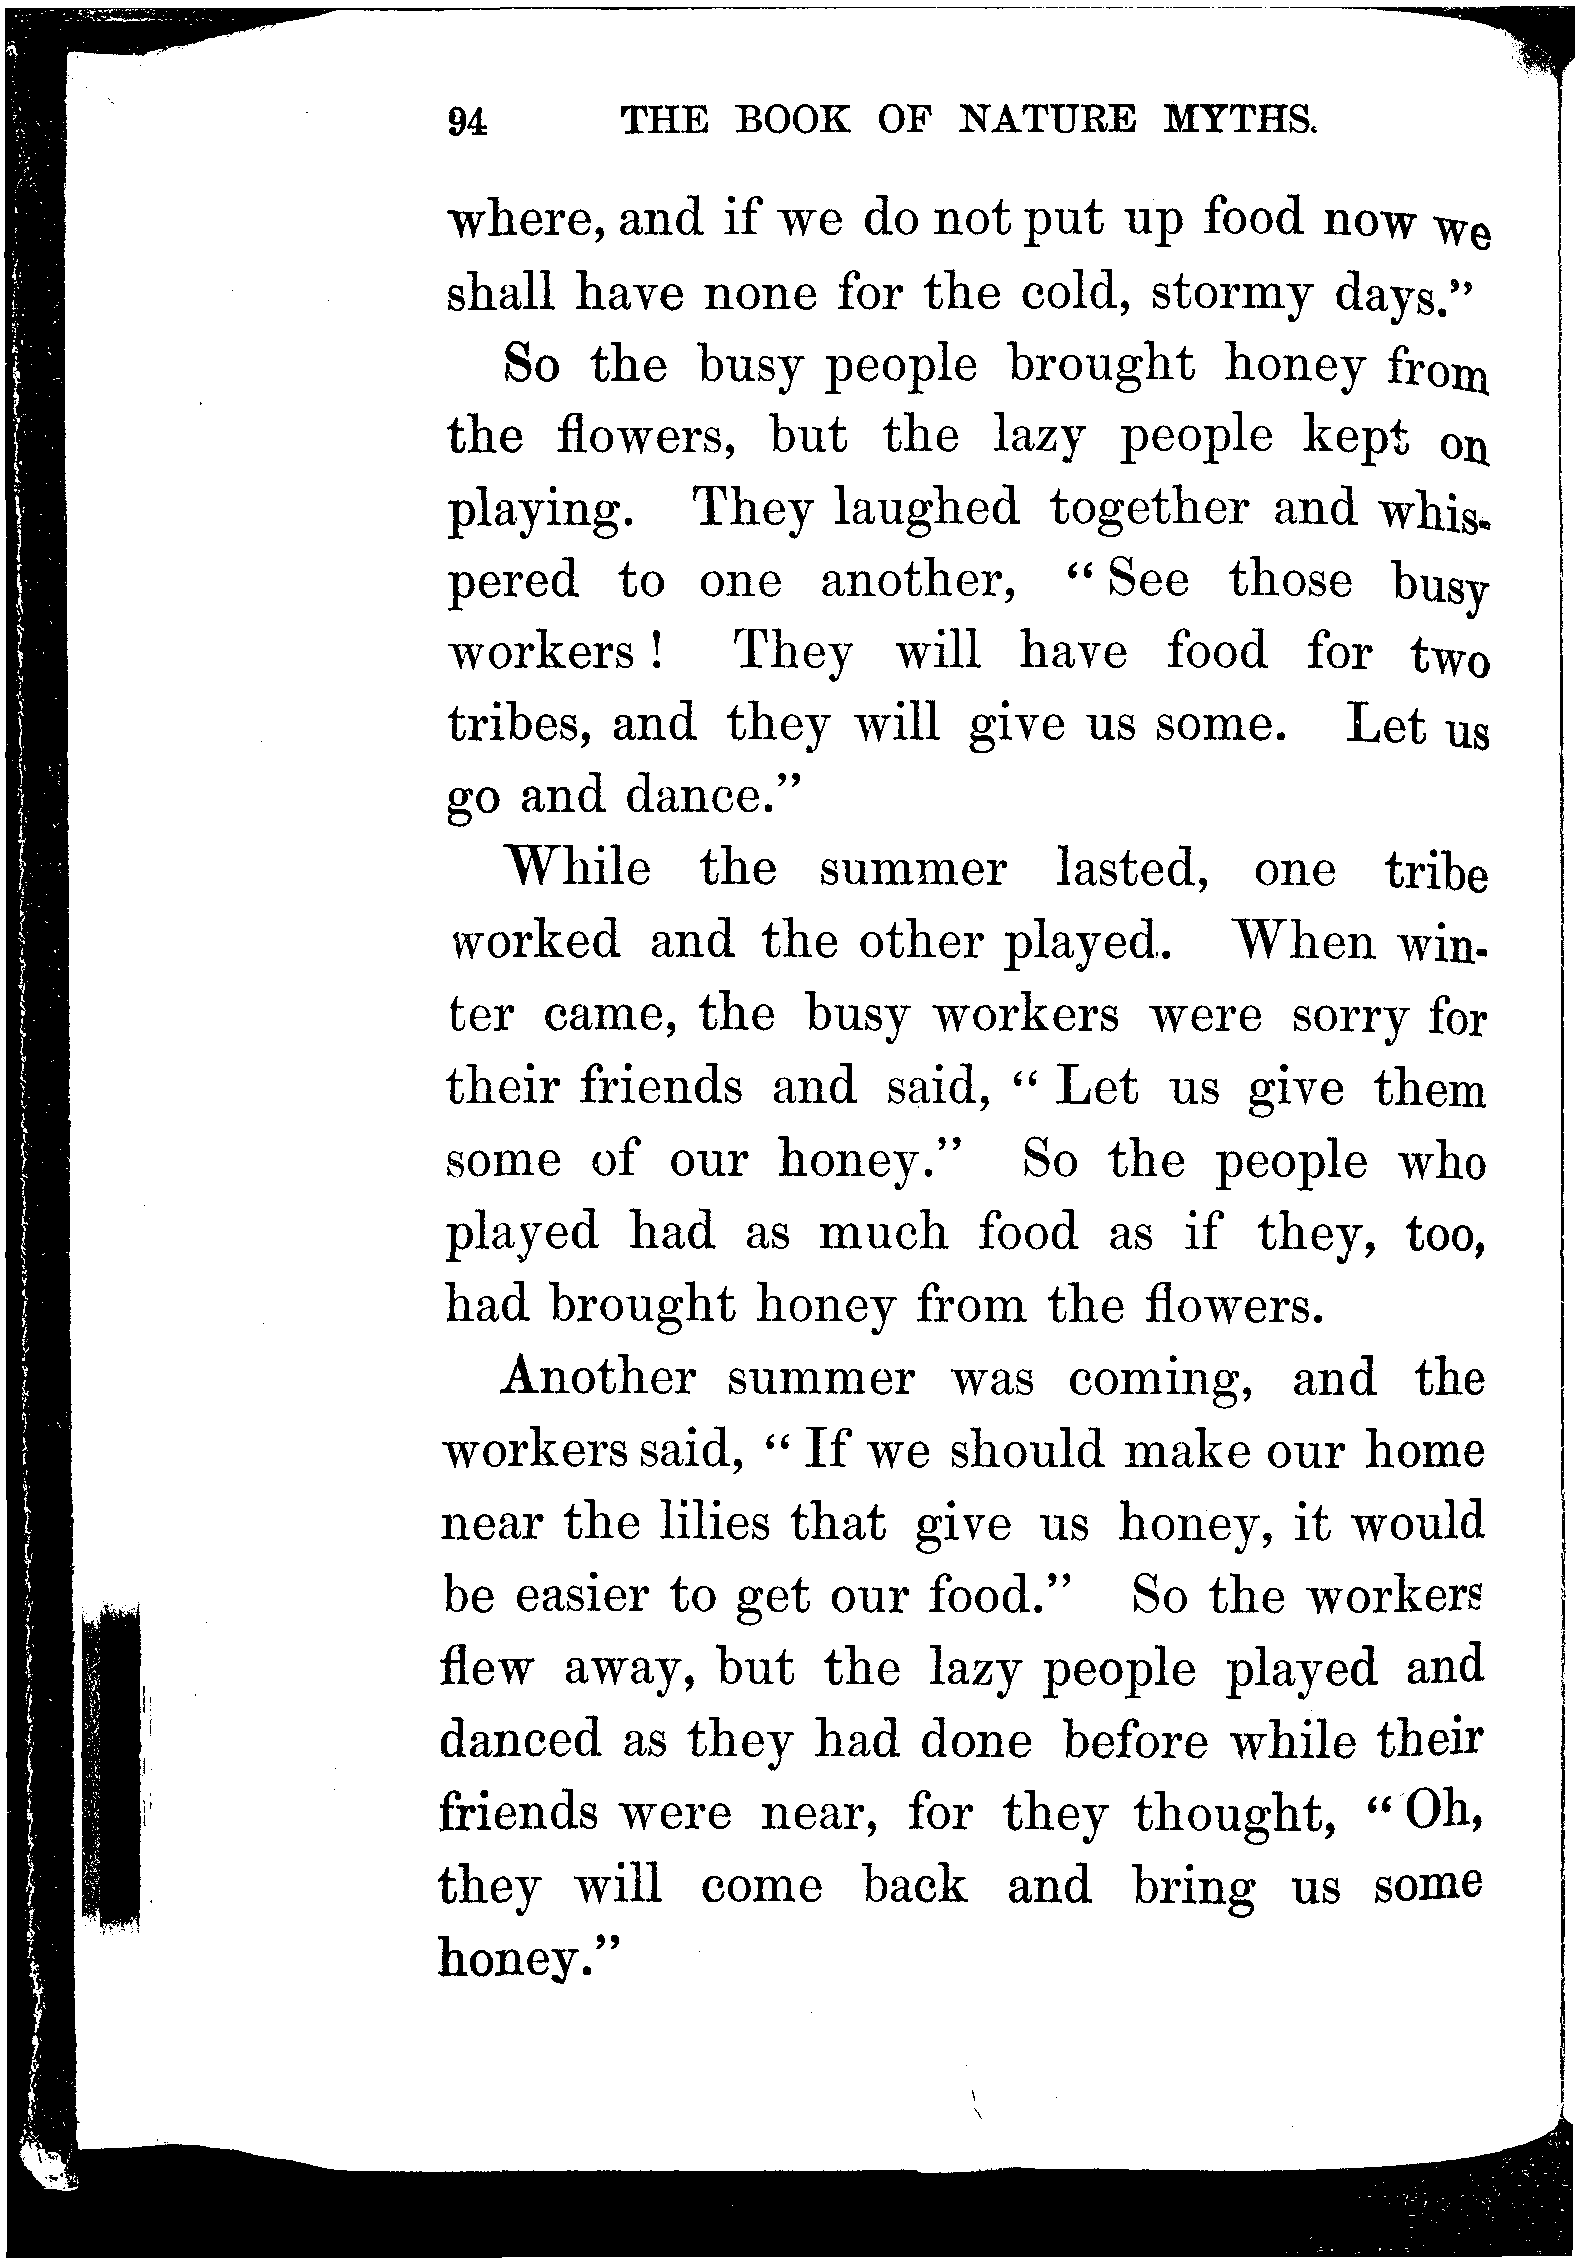 94 THE BOOK OF NATURE MYTHS.
where, and if we do not put up food now we
shall have none for the cold, stormy days."
So the busy people brought honey from
the flowers, but the lazy people kept on
playing. They laughed together and whis-
pered to one another, "See those busy
workers! They will have food for two
tribes, and they will give us some. Let us
go and dance."
While the summer lasted, one tribe
worked and the other played. When win-
ter came, the busy workers were sorry for
their friends and said, "Let us give them
some of our honey." So the people who
played had as much food as if they, too,
had brought honey from the flowers.
Another summer was coming, and the
workers said, "If we should make our home
near the lilies that give us honey, it would
be easier to get our food." So the workers
flew away, but the lazy people played and
danced as they had done before while their
friends were near, for they thought, "Oh,
they will come back and bring us some
honey."